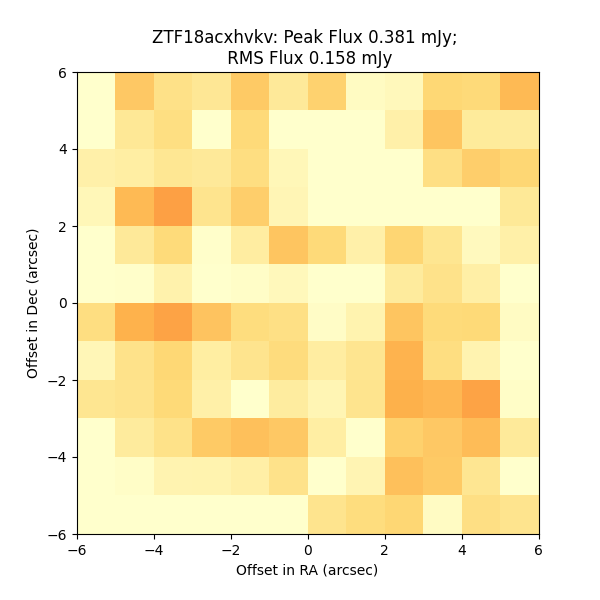 ZTF18acxhvkv: Peak Flux 0.381 mJy;
RMS Flux 0.158 mJy
6
4
2
0
−2
−4
−6
Offset in Dec (arcsec)
−6 −4 −2 0 2 4 6
Offset in RA (arcsec)